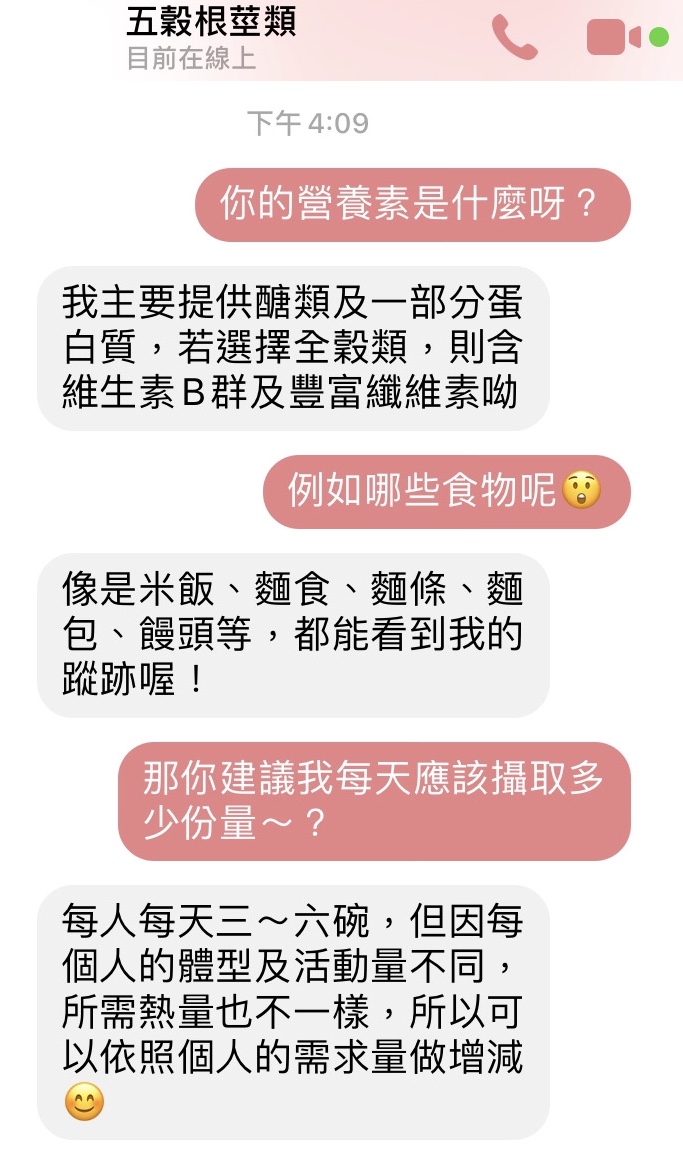 五穀根莖類
目前在線上
下午 4:09
你的營養素是什麼呀？
我主要提供醣類及一部分蛋
白質，若選擇全穀類，則含
維生素B群及豐富纖維素呦
例如哪些食物呢😲
像是米飯、麵食、麵條、麵
包、饅頭等，都能看到我的
蹤跡喔！
那你建議我每天應該攝取多
少份量～？
每人每天三～六碗，但因每
個人的體型及活動量不同，
所需熱量也不一樣，所以可
以依照個人的需求量做增減
😊